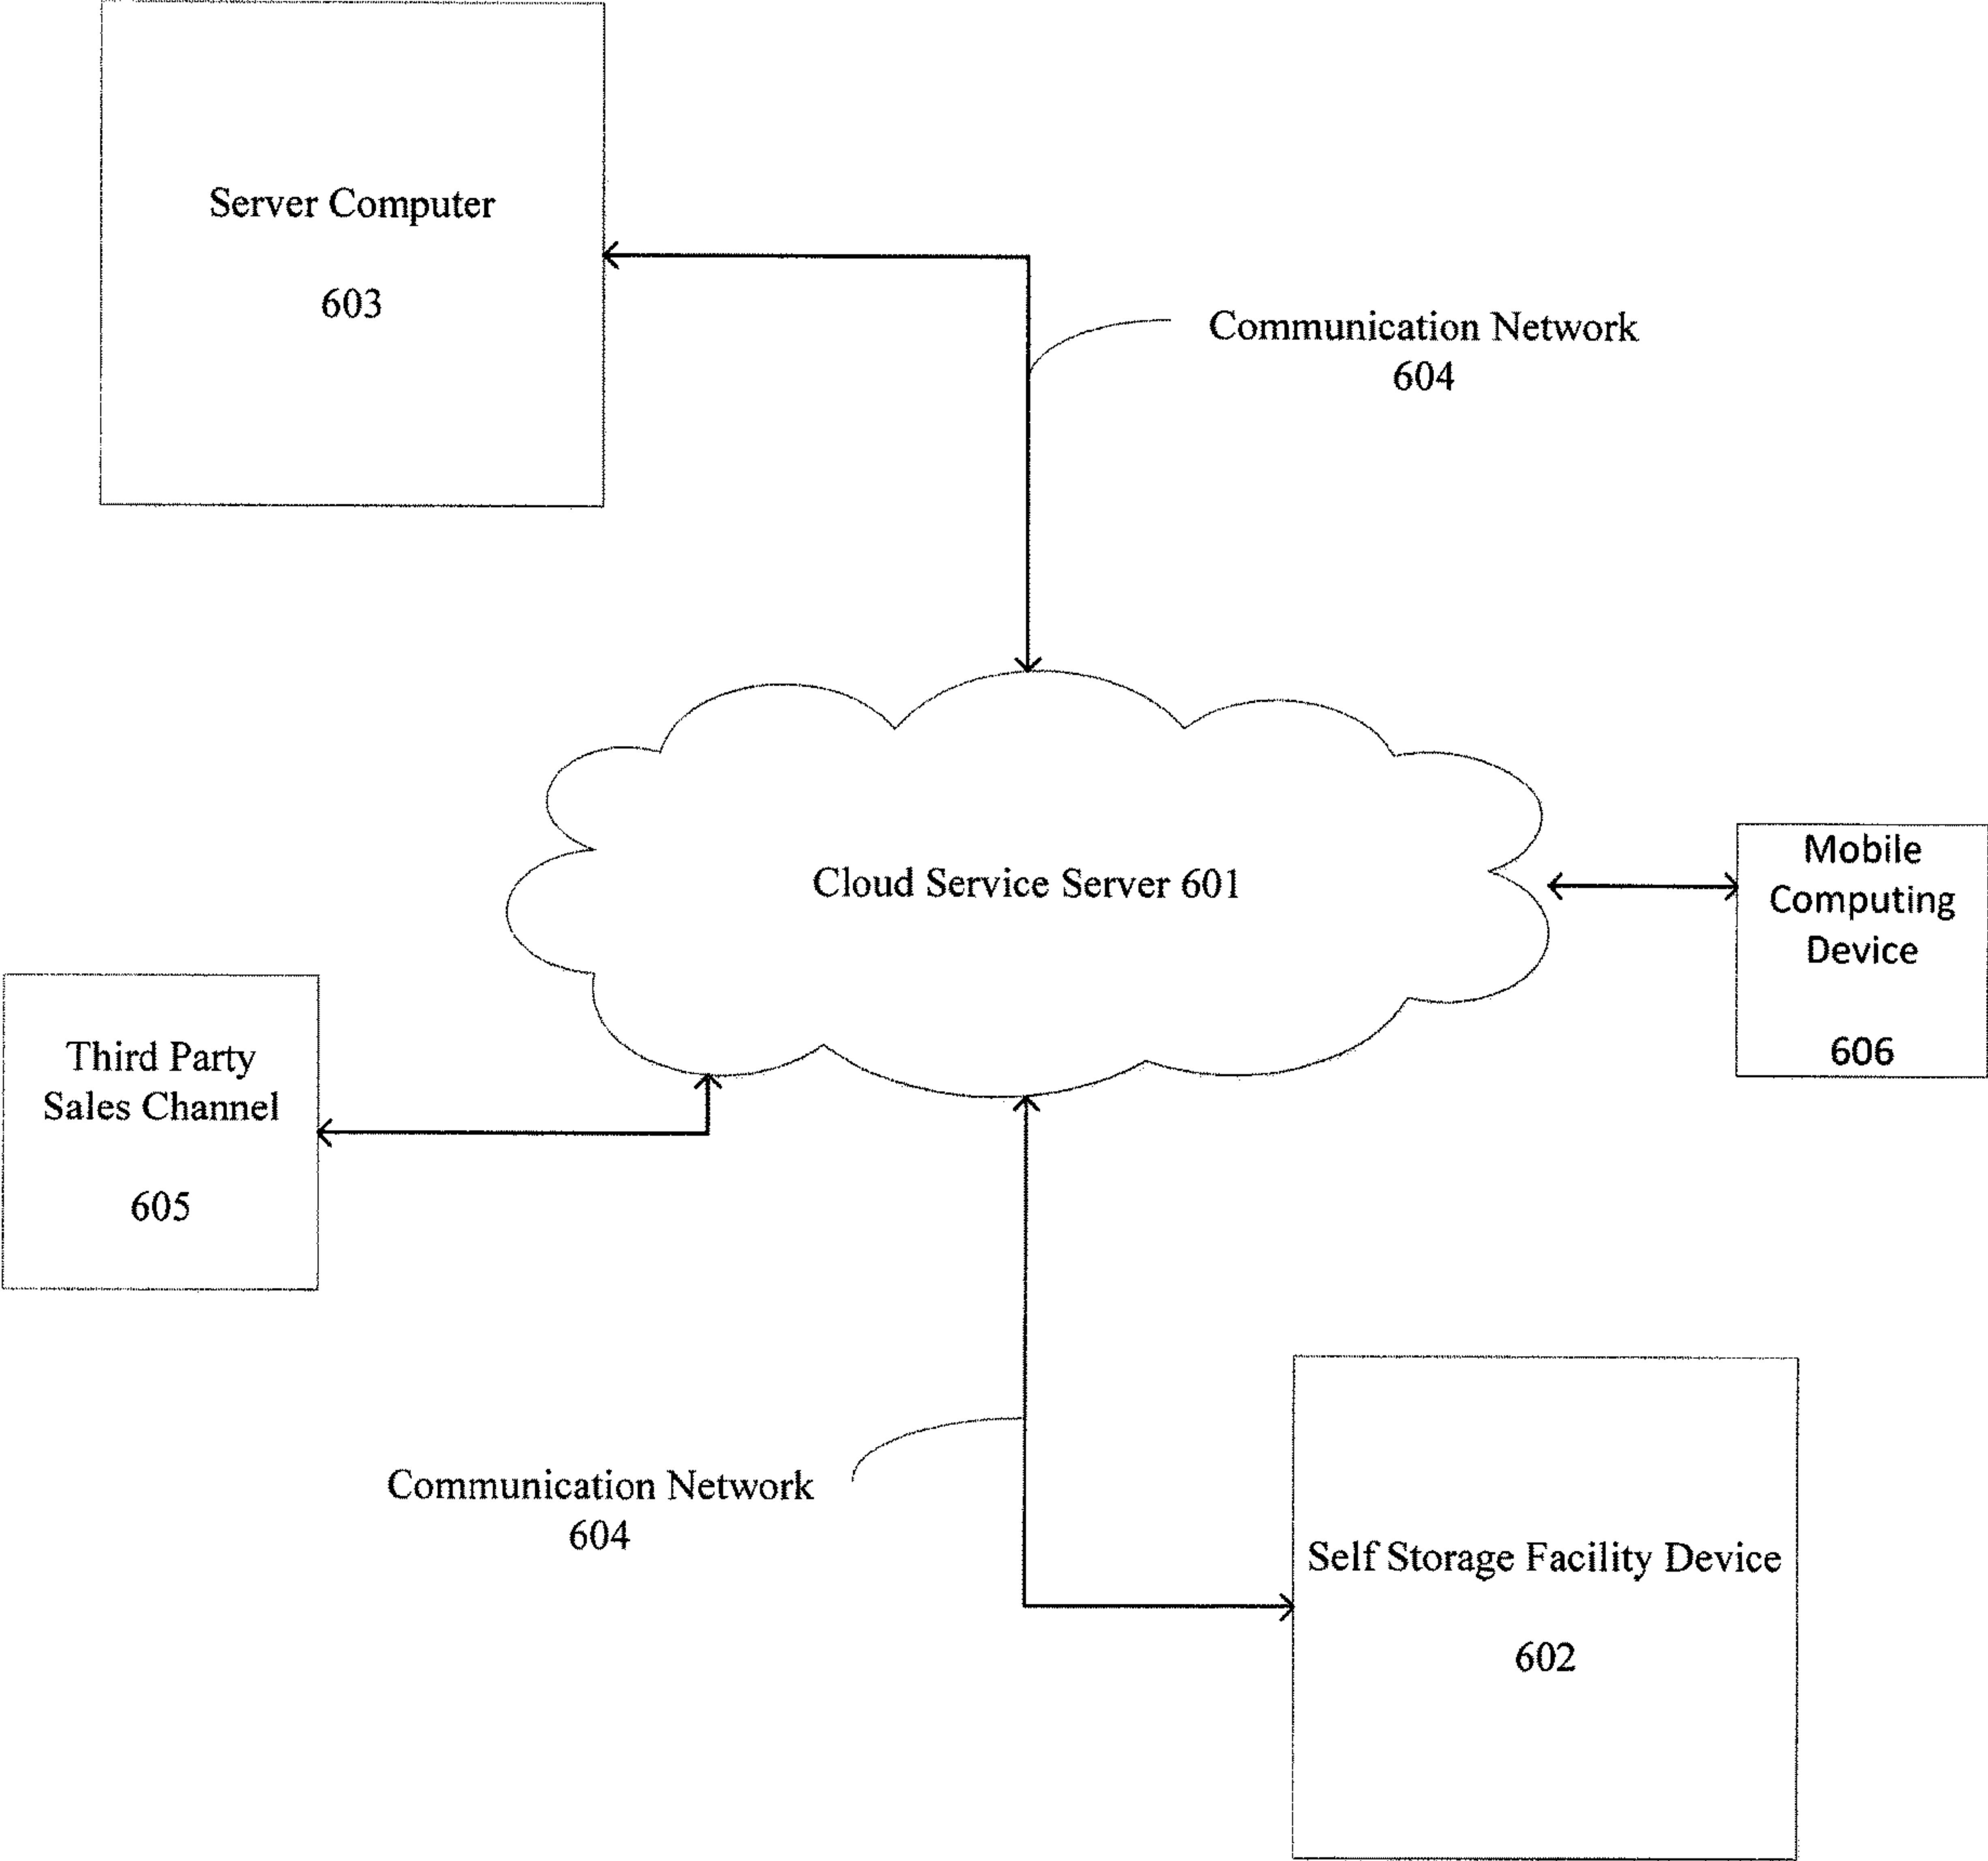 Server Computer
603
Communication Network
604
Cloud Service Server 601
Mobile
Computing
Device
606
Third Party
Sales Channel
605
Communication Network
604
Self Storage Facility Device
602